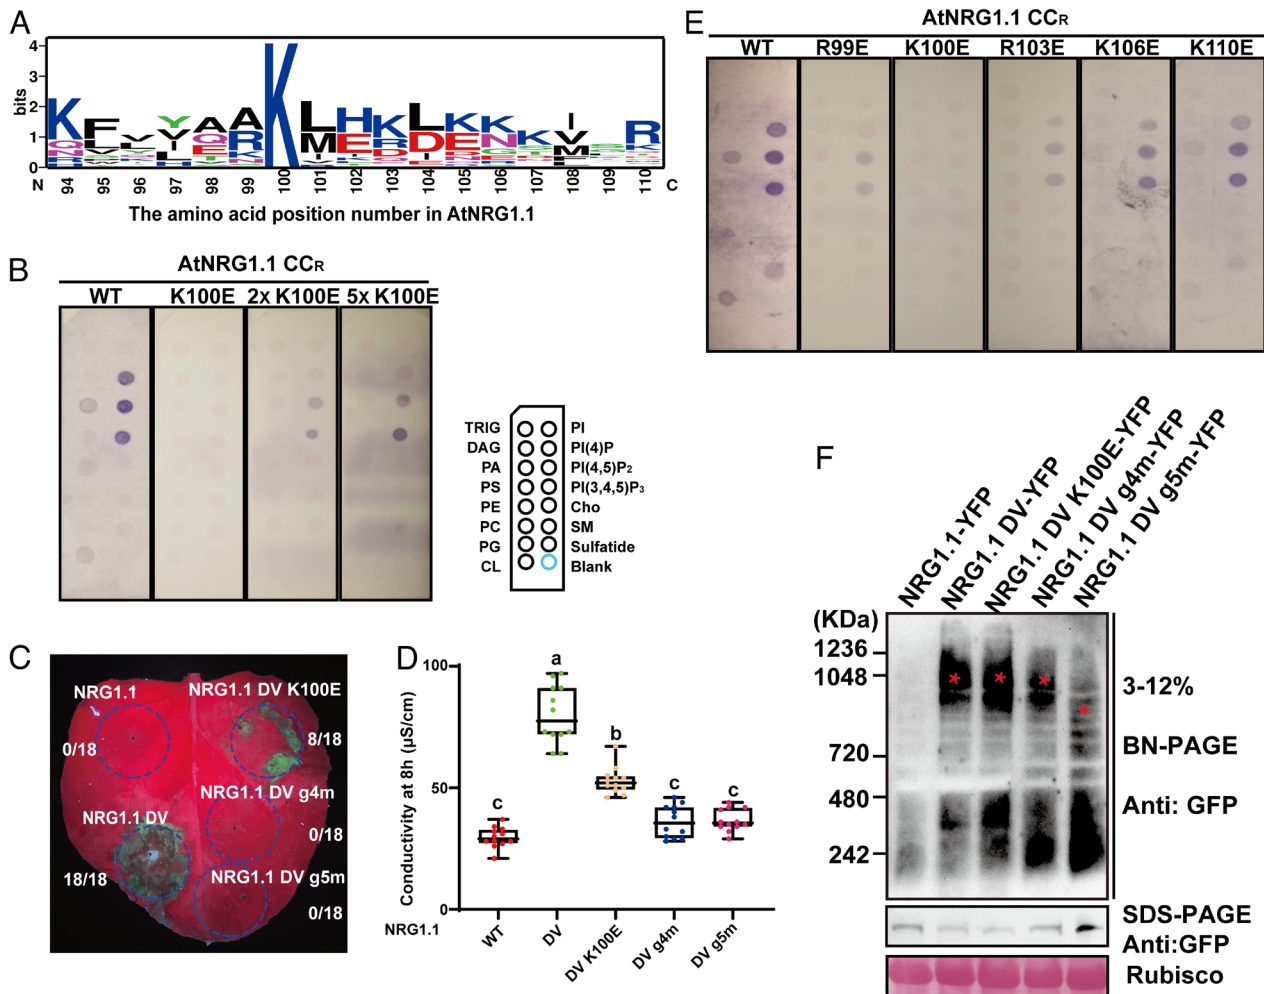 A
4
3
2
1
0
bits
K F Y A A K L H K L K K K I R
N 94 95 96 97 98 99 100 101 102 103 104 105 106 107 108 109 110 C
The amino acid position number in AtNRG1.1
B
AtNRG1.1 CCR
WT K100E 2x K100E 5x K100E
TRIG PI
DAG PI(4)P
PA PI(4,5)P2
PS PI(3,4,5)P3
PE Cho
PC SM
PG Sulfatide
CL Blank
C
NRG1.1 NRG1.1 DV K100E
0/18 8/18
NRG1.1 DV g4m
NRG1.1 DV 0/18
18/18 NRG1.1 DV g5m
0/18
D
Conductivity at 8h (µS/cm)
100
50
0
a
b
c c c
NRG1.1 WT DV DV K100E DV g4m DV g5m
E
AtNRG1.1 CCR
WT R99E K100E R103E K106E K110E
F
NRG1.1-YFP
NRG1.1 DV-YFP
NRG1.1 DV K100E-YFP
NRG1.1 DV g4m-YFP
NRG1.1 DV g5m-YFP
(KDa)
1236
1048
720
480
242
* * * *
3-12%
BN-PAGE
Anti: GFP
SDS-PAGE
Anti:GFP
Rubisco